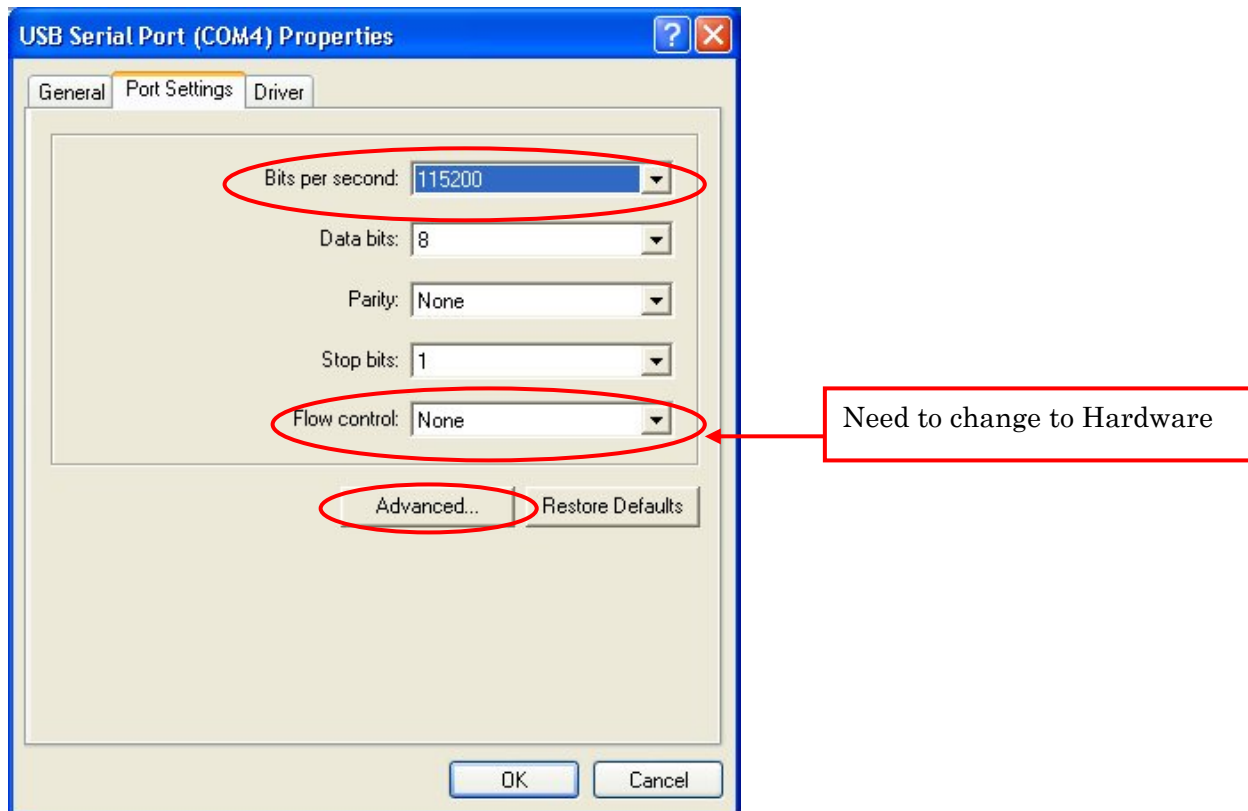 USB Serial Port (COM4) Properties
General Port Settings Driver
Bits per second: 115200
Data bits: 8
Parity: None
Stop bits: 1
Flow control: None
Need to change to Hardware
Advanced... Restore Defaults
OK Cancel